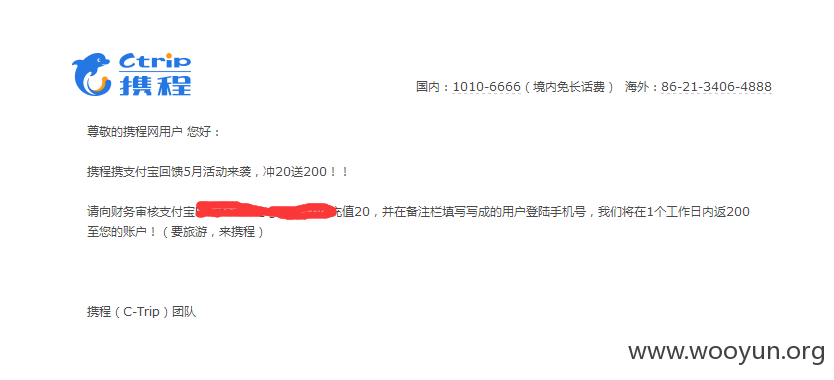 Ctrip
携程
国内：1010-6666（境内免长话费） 海外：86-21-3406-4888
尊敬的携程网用户 您好：
携程携支付宝回馈5月活动来袭，冲20送200！！
请向财务审核支付宝 充值20，并在备注栏填写写成的用户登陆手机号，我们将在1个工作日内返200
至您的账户！（要旅游，来携程）
携程（C-Trip）团队
www.wooyun.org